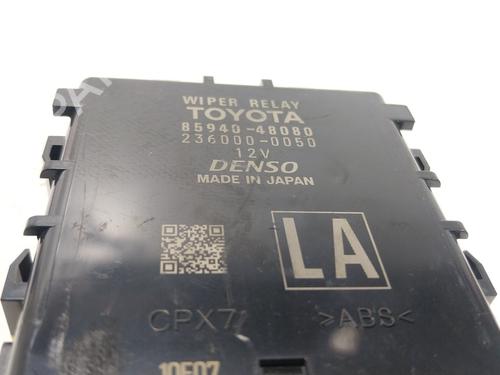 WIPER RELAY
TOYOTA
85940-48080
236000-0050
12V
DENSO
MADE IN JAPAN
LA
CPX7
>ABS<